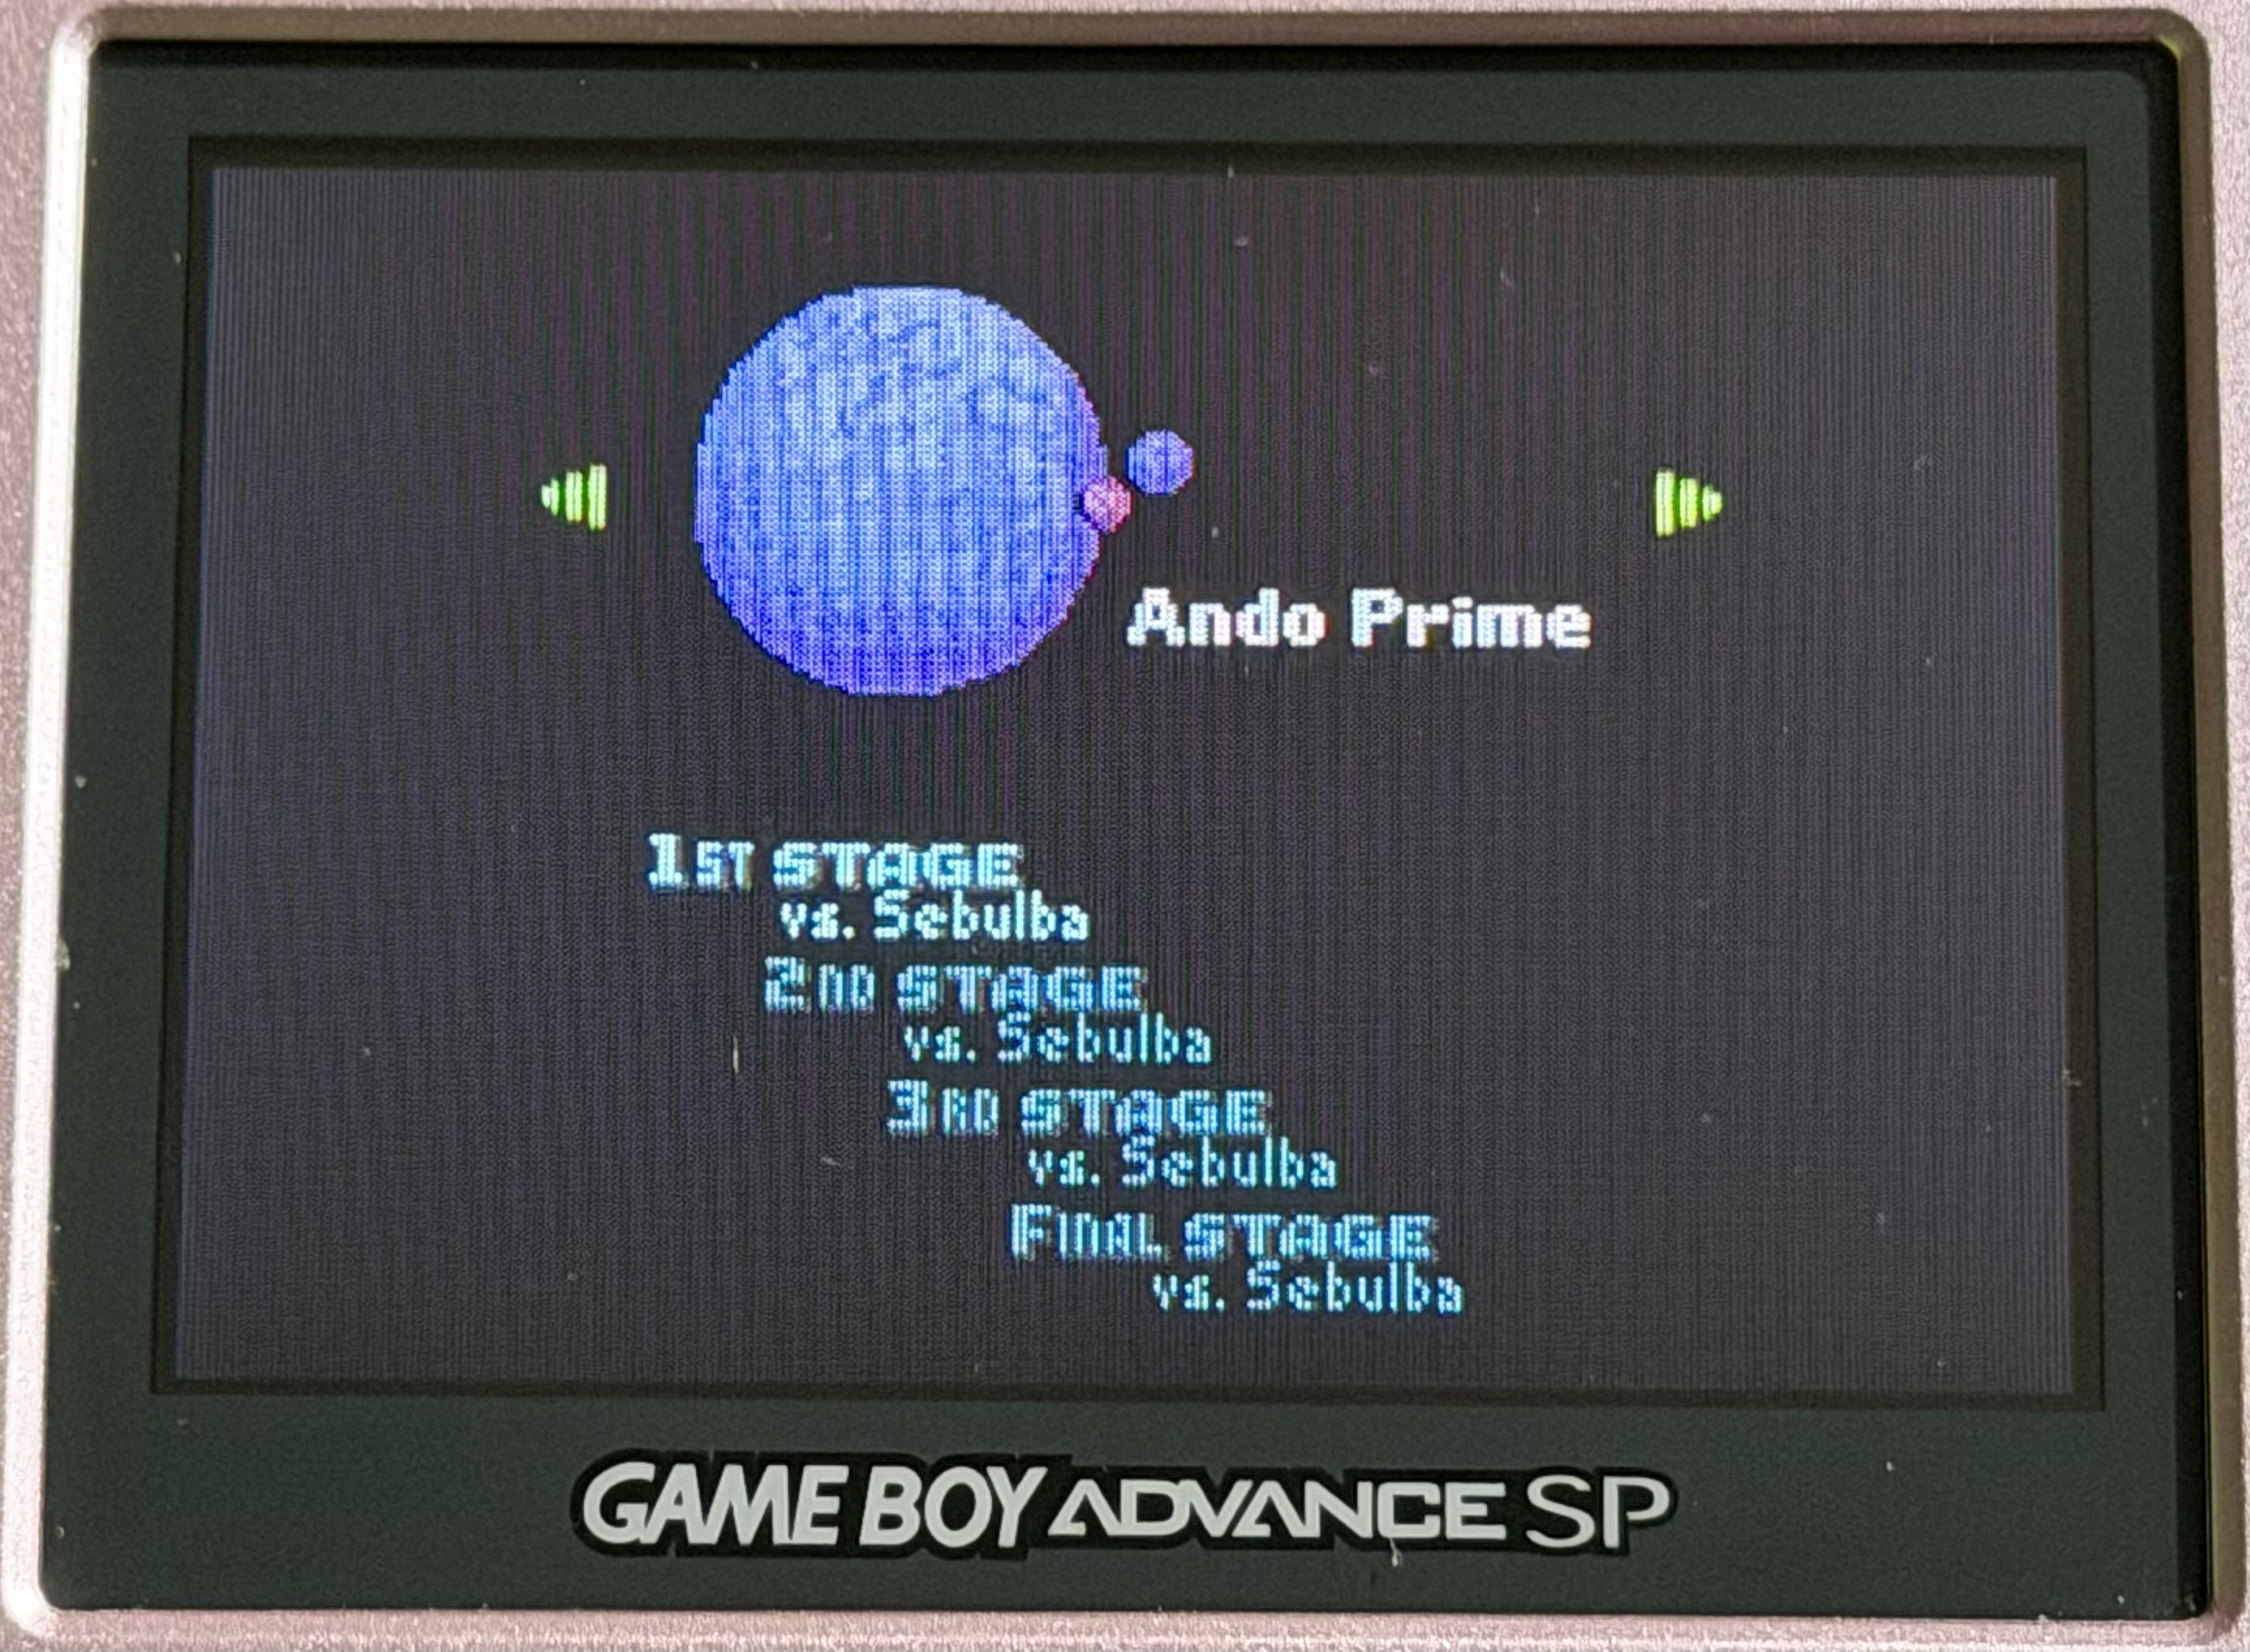 Ando Prime
1ST STAGE
vs. Sebulba
2ND STAGE
vs. Sebulba
3RD STAGE
vs. Sebulba
FINAL STAGE
vs. Sebulba
GAME BOY ADVANCE SP